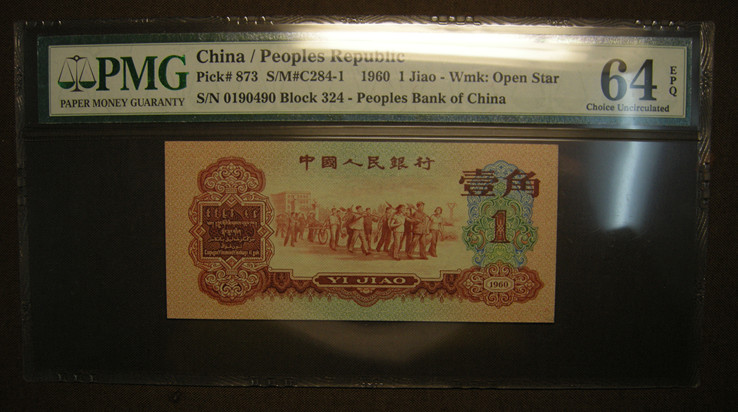 PMG
PAPER MONEY GUARANTY
China / Peoples Republic
Pick# 873 S/M#C284-1 1960 1 Jiao - Wmk: Open Star
S/N 0190490 Block 324 - Peoples Bank of China
64
EPQ
Choice Uncirculated
中國人民銀行
壹角
1
YI JIAO
1960